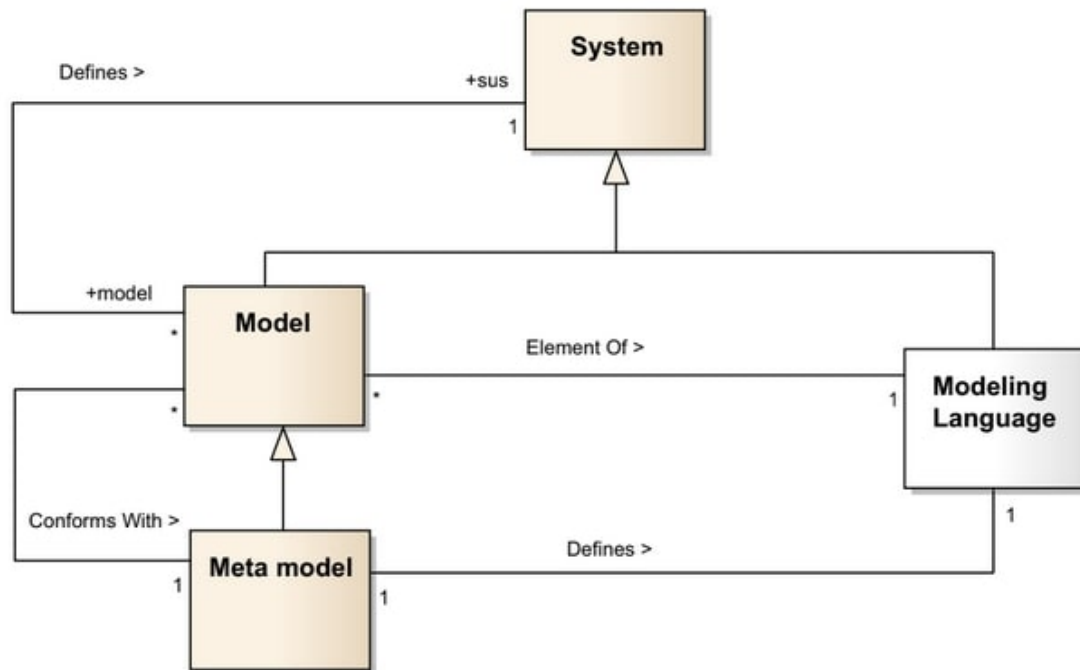 System
Defines >
+sus
1
+model
*
Model
Element Of >
*
1
Modeling
Language
*
1
Conforms With >
Defines >
Meta model
1
1